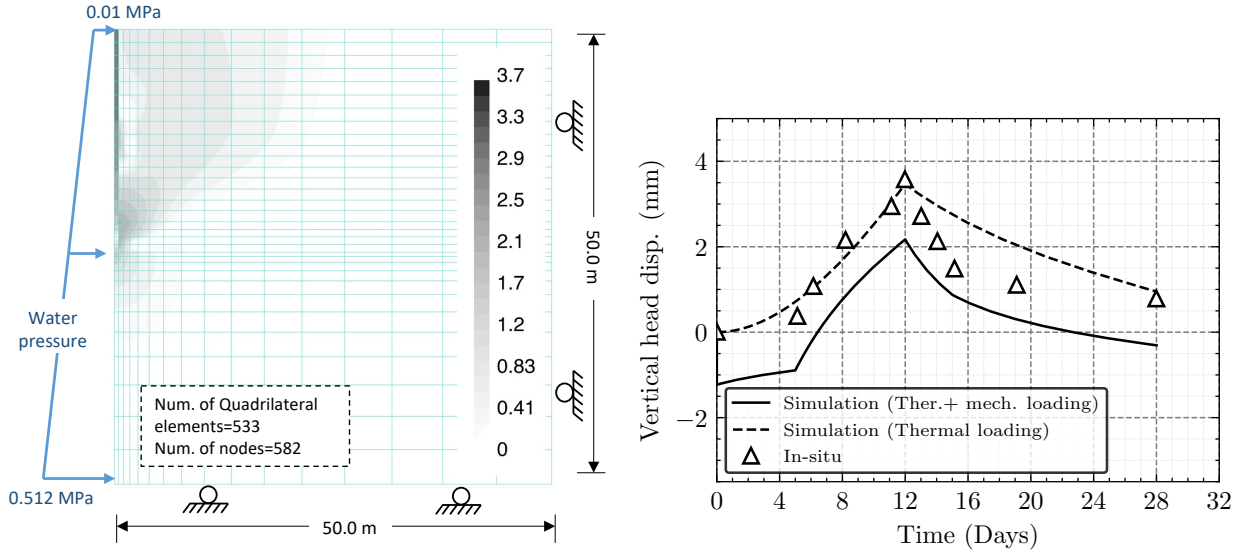 0.01 MPa
Water
pressure
0.512 MPa
Num. of Quadrilateral
elements=533
Num. of nodes=582
3.7
3.3
2.9
2.5
2.1
1.7
1.2
0.83
0.41
0
50.0 m
50.0 m
Vertical head disp. (mm)
4
2
0
−2
Simulation (Ther.+ mech. loading)
Simulation (Thermal loading)
In-situ
0 4 8 12 16 20 24 28 32
Time (Days)